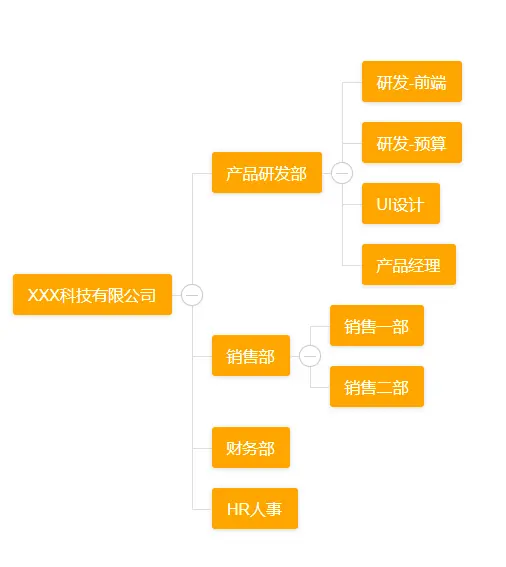 XXX科技有限公司
产品研发部
研发-前端
研发-预算
UI设计
产品经理
销售部
销售一部
销售二部
财务部
HR人事